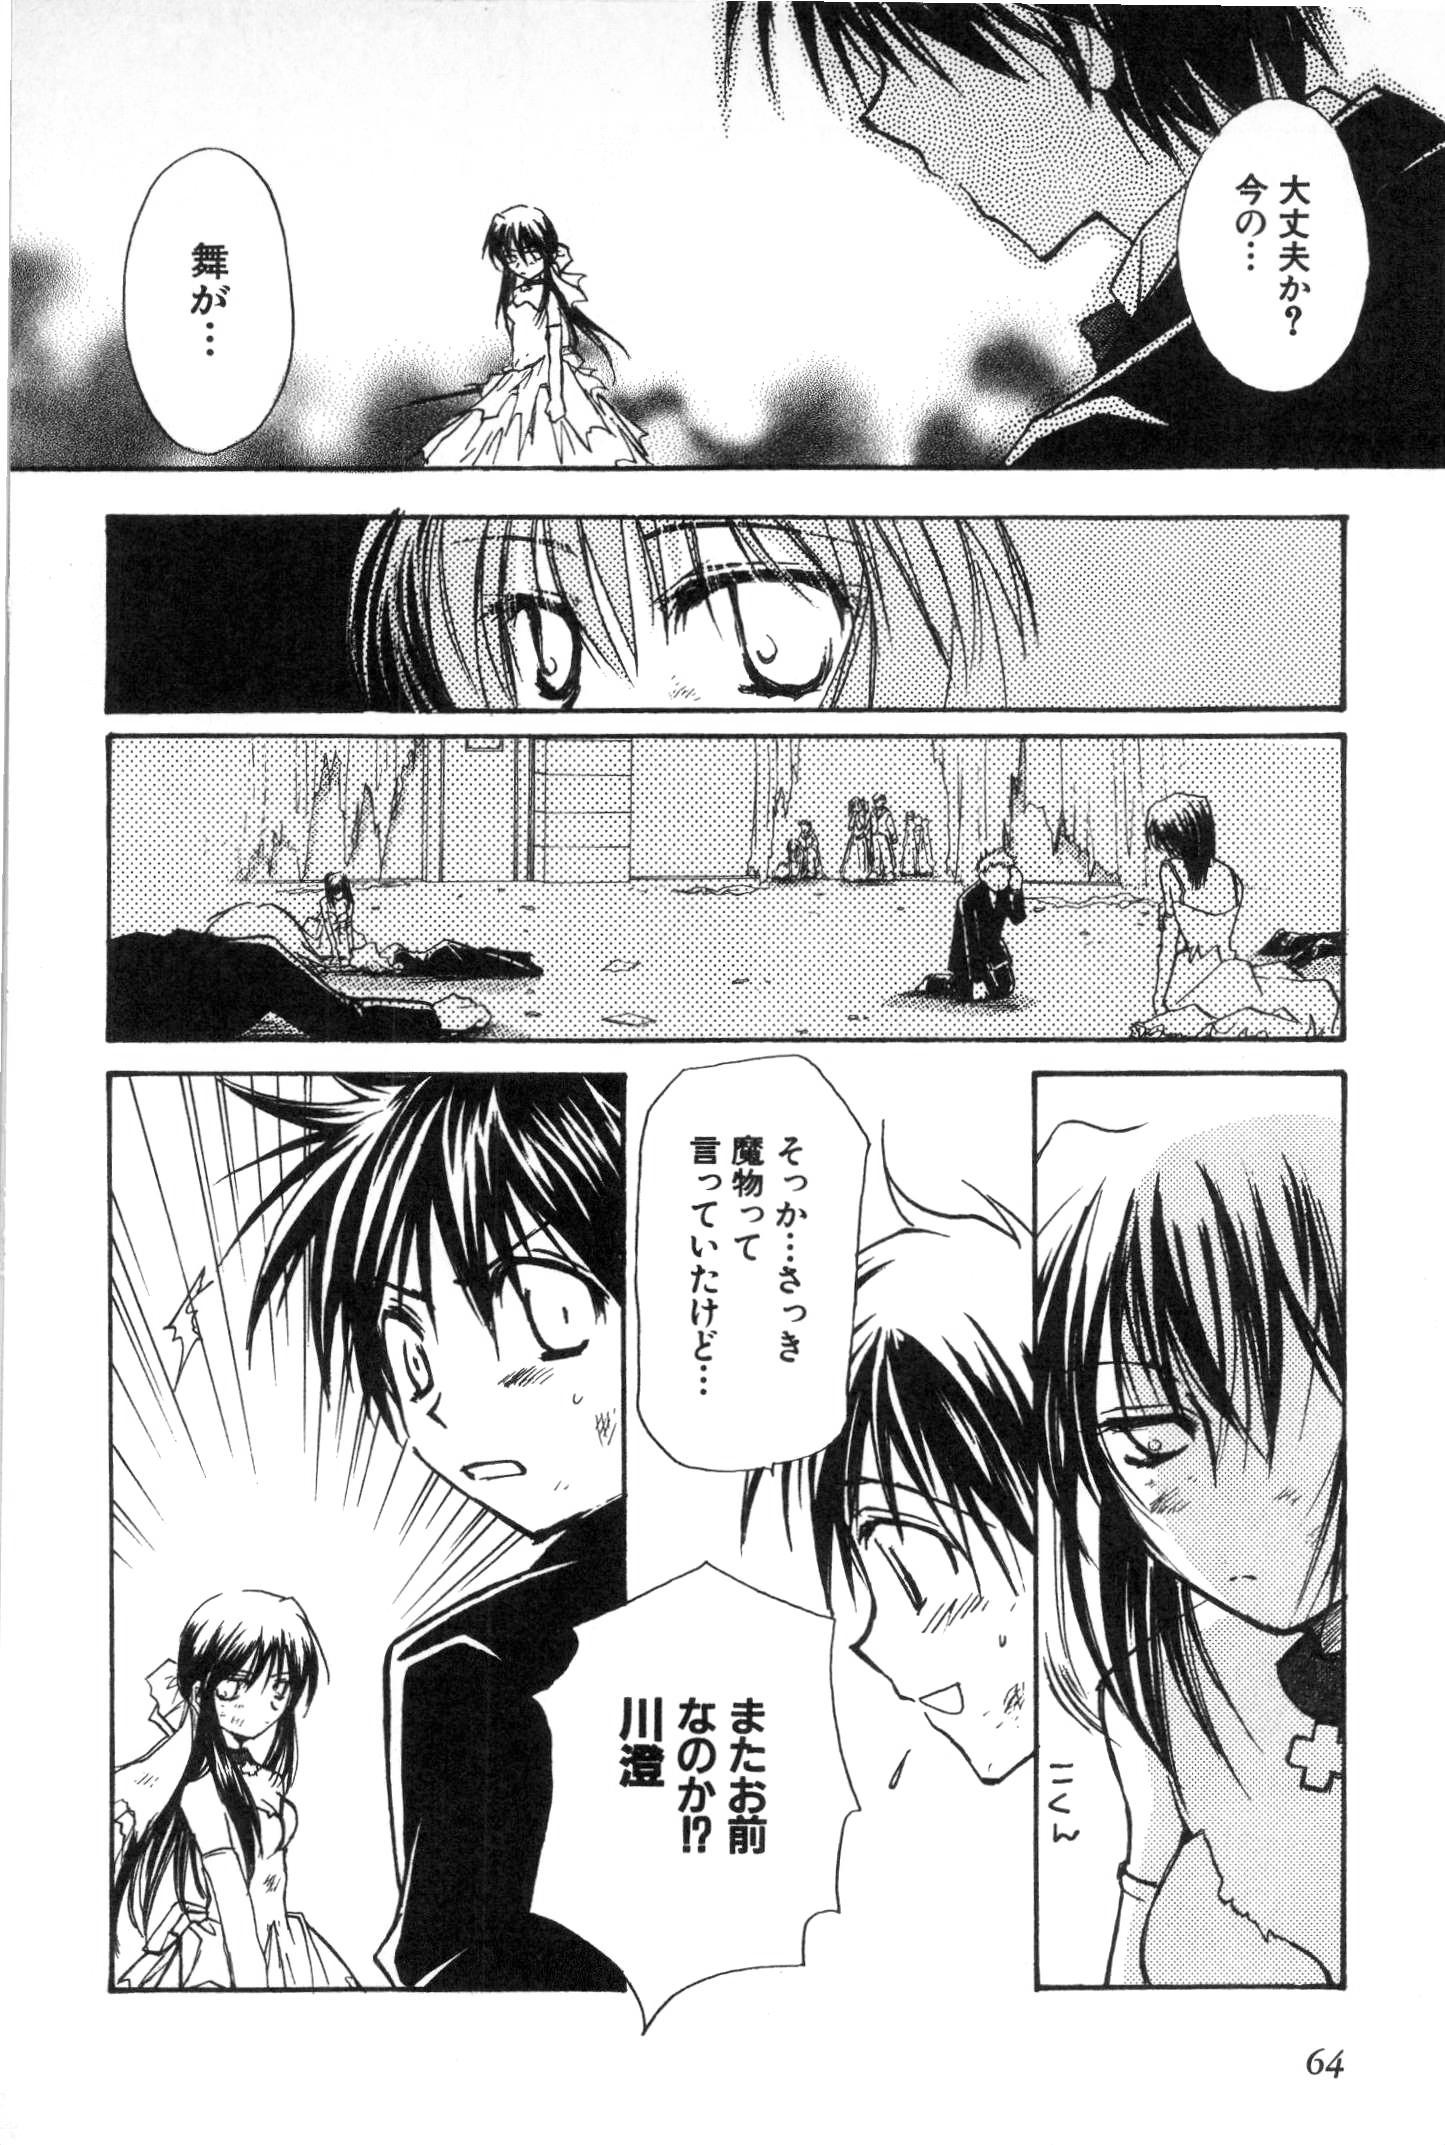 大丈夫か?
今の…
舞が…
こくん
そっか…さっき
魔物って
言っていたけど…
またお前
なのか!?
川澄
64